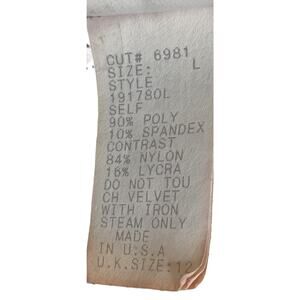 CUT# 6981
SIZE: L
STYLE
191780L
SELF
90% POLY
10% SPANDEX
CONTRAST
84% NYLON
16% LYCRA
DO NOT TOU
CH VELVET
WITH IRON
STEAM ONLY
MADE
IN U.S.A
U.K.SIZE:12